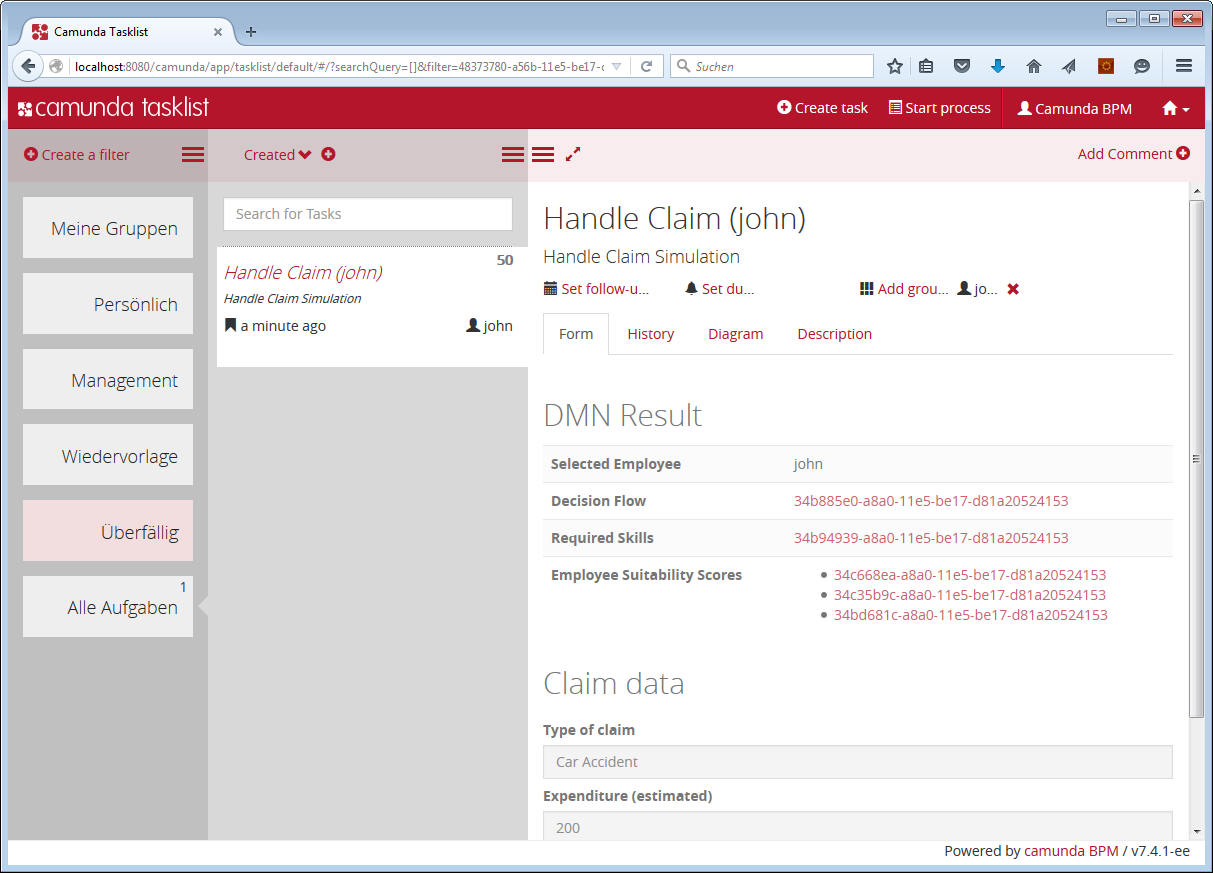 Camunda Tasklist
localhost:8080/camunda/app/tasklist/default/#/?searchQuery=[]&filter=48373780-a56b-11e5-be17-c
Suchen
camunda tasklist
Create task
Start process
Camunda BPM
Create a filter
Created
Add Comment
Meine Gruppen
Persönlich
Management
Wiedervorlage
Überfällig
1
Alle Aufgaben
Search for Tasks
50
Handle Claim (john)
Handle Claim Simulation
a minute ago
john
Handle Claim (john)
Handle Claim Simulation
Set follow-u...
Set du...
Add grou...
jo...
Form
History
Diagram
Description
DMN Result
Selected Employee john
Decision Flow 34b885e0-a8a0-11e5-be17-d81a20524153
Required Skills 34b94939-a8a0-11e5-be17-d81a20524153
Employee Suitability Scores • 34c668ea-a8a0-11e5-be17-d81a20524153
• 34c35b9c-a8a0-11e5-be17-d81a20524153
• 34bd681c-a8a0-11e5-be17-d81a20524153
Claim data
Type of claim
Car Accident
Expenditure (estimated)
200
Powered by camunda BPM / v7.4.1-ee